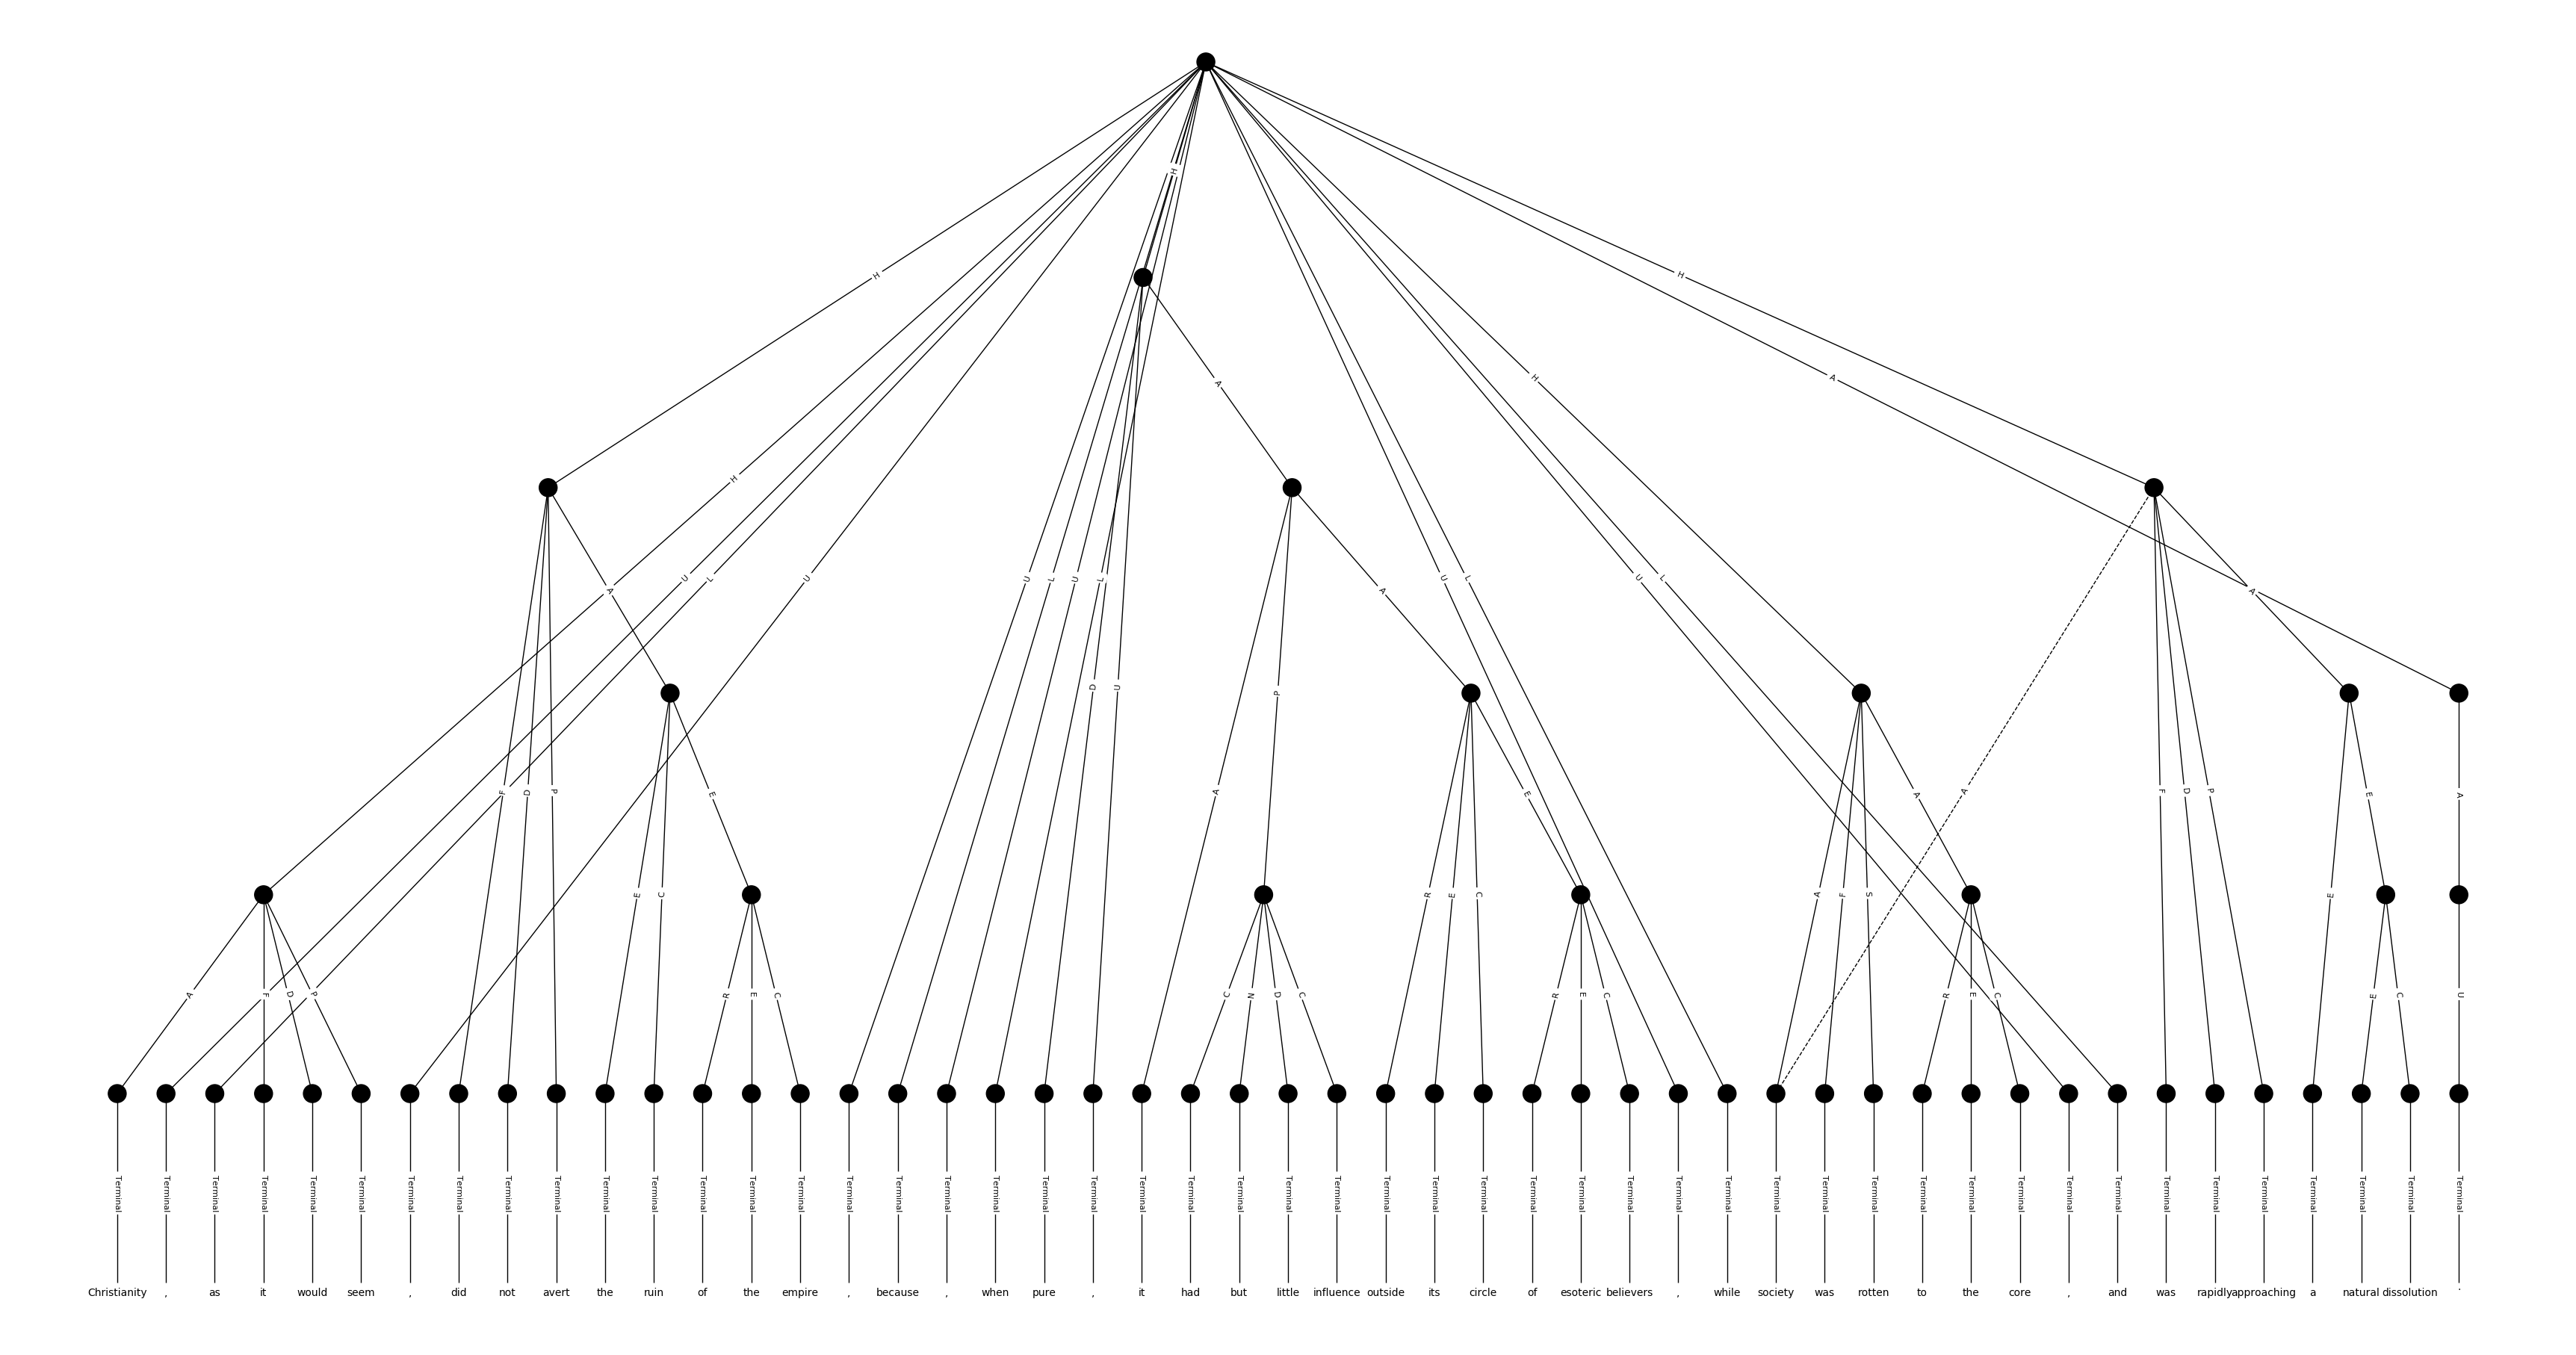 H
H H
A A
H H
U L U U L U L U L U L A A A
D U P
F D P A A F D P
E E A
E C R E C A F S A E E
A F D P R E C C N D C R E C R E C E C U
Terminal Terminal Terminal Terminal Terminal Terminal Terminal Terminal Terminal Terminal Terminal Terminal Terminal Terminal Terminal Terminal Terminal Terminal Terminal Terminal Terminal Terminal Terminal Terminal Terminal Terminal Terminal Terminal Terminal Terminal Terminal Terminal Terminal Terminal Terminal Terminal Terminal Terminal Terminal Terminal Terminal Terminal Terminal Terminal Terminal Terminal Terminal Terminal Terminal
Christianity , as it would seem , did not avert the ruin of the empire , because , when pure , it had but little influence outside its circle of esoteric believers , while society was rotten to the core , and was rapidly approaching a natural dissolution .